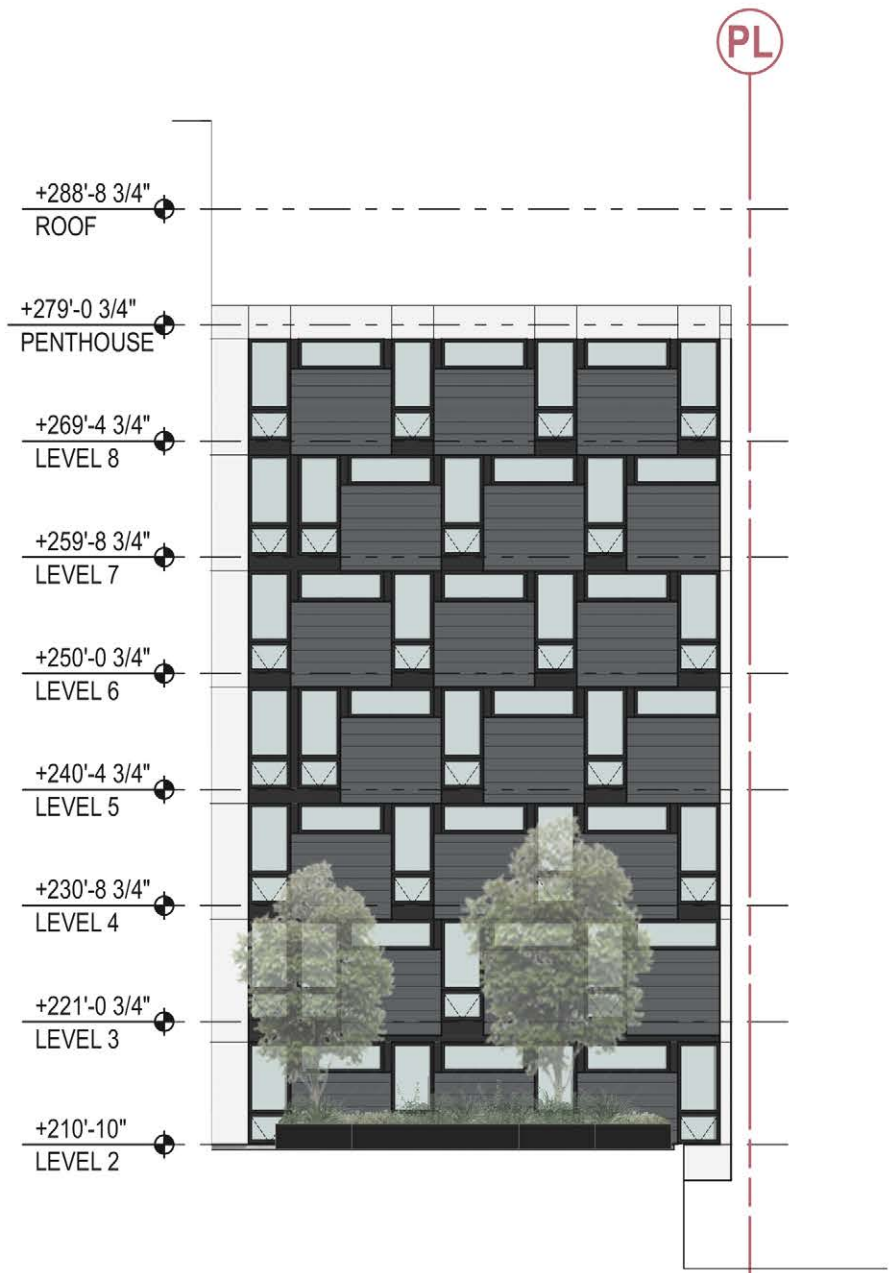 PL
+288'-8 3/4"
ROOF
+279'-0 3/4"
PENTHOUSE
+269'-4 3/4"
LEVEL 8
+259'-8 3/4"
LEVEL 7
+250'-0 3/4"
LEVEL 6
+240'-4 3/4"
LEVEL 5
+230'-8 3/4"
LEVEL 4
+221'-0 3/4"
LEVEL 3
+210'-10"
LEVEL 2